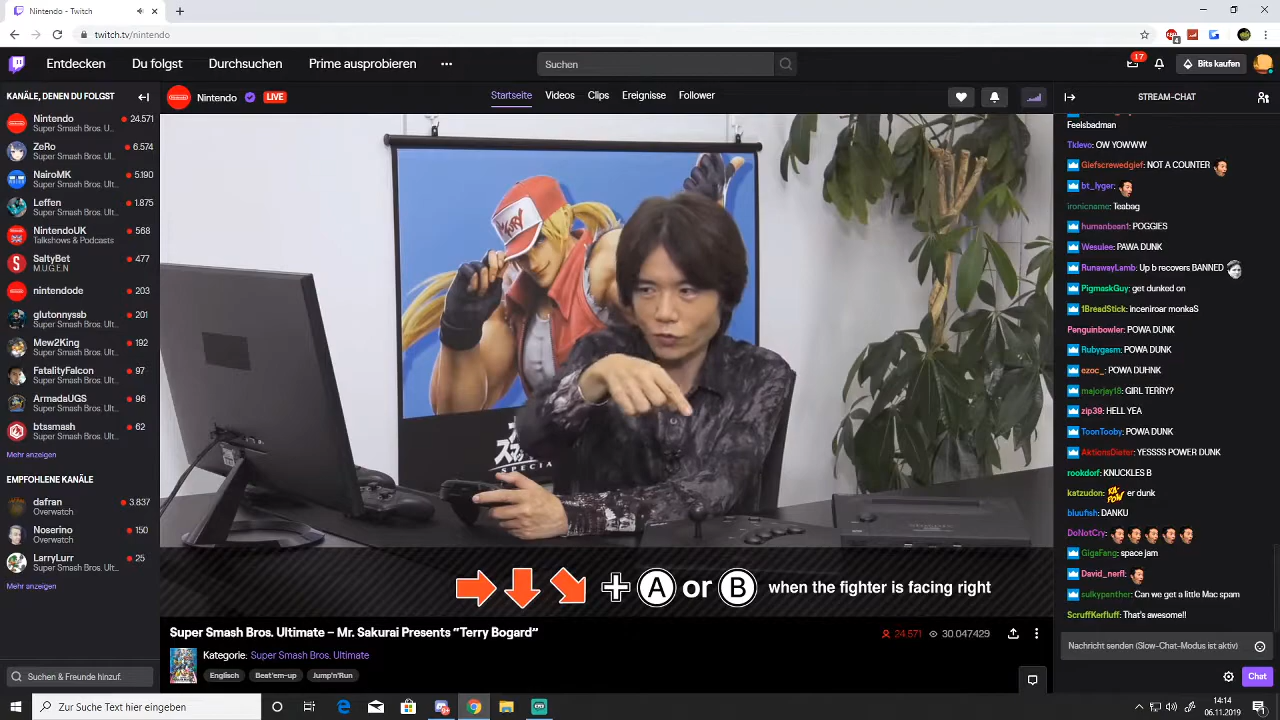 Nintendo - Twitch
twitch.tv/nintendo
Entdecken Du folgst Durchsuchen Prime ausprobieren
Suchen
17
Bits kaufen
KANÄLE, DENEN DU FOLGST
Nintendo 24.571
Super Smash Bros. U...
ZeRo 6.574
Super Smash Bros. Ul...
NairoMK 5.190
Super Smash Bros. Ult...
Leffen 1.875
Super Smash Bros. Ult...
NintendoUK 568
Talkshows & Podcasts
SaltyBet 477
M.U.G.E.N
nintendode 203
glutonnyssb 201
Super Smash Bros. Ult...
Mew2King 192
Super Smash Bros. Ult...
FatalityFalcon 97
Super Smash Bros. Ult...
ArmadaUGS 96
Super Smash Bros. Ult...
btssmash 62
Super Smash Bros. Ult...
Mehr anzeigen
EMPFOHLENE KANÄLE
dafran 3.837
Overwatch
Noserino 150
Overwatch
LarryLurr 25
Super Smash Bros. Ult...
Mehr anzeigen
Suchen & Freunde hinzuf.
Nintendo LIVE
Startseite Videos Clips Ereignisse Follower
SPECIA
A or B when the fighter is facing right
Super Smash Bros. Ultimate – Mr. Sakurai Presents "Terry Bogard"
24.571 30.047.429
Kategorie: Super Smash Bros. Ultimate
Englisch Beat'em-up Jump'n'Run
STREAM-CHAT
Feelsbadman
Tklevo: OW YOWWW
Giefscrewedgief: NOT A COUNTER
bt_lyger:
ironicname: Teabag
humanbean1: POGGIES
Wesulee: PAWA DUNK
RunawayLamb: Up b recovers BANNED
PigmaskGuy: get dunked on
1BreadStick: inceniroar monkaS
Penguinbowler: POWA DUNK
Rubygasm: POWA DUNK
ezoc_: POWA DUHNK
majorjay18: GIRL TERRY?
zip39: HELL YEA
ToonTooby: POWA DUNK
AktionsDieter: YESSSS POWER DUNK
rookdorf: KNUCKLES B
katzudon: er dunk
bluufish: DANKU
DoNotCry:
GigaFang: space jam
David_nerfl:
sulkypanther: Can we get a little Mac spam
ScruffKerfluff: That's awesome!!
Nachricht senden (Slow-Chat-Modus ist aktiv)
Chat
Zur Suche Text hier eingeben
14:14
06.11.2019